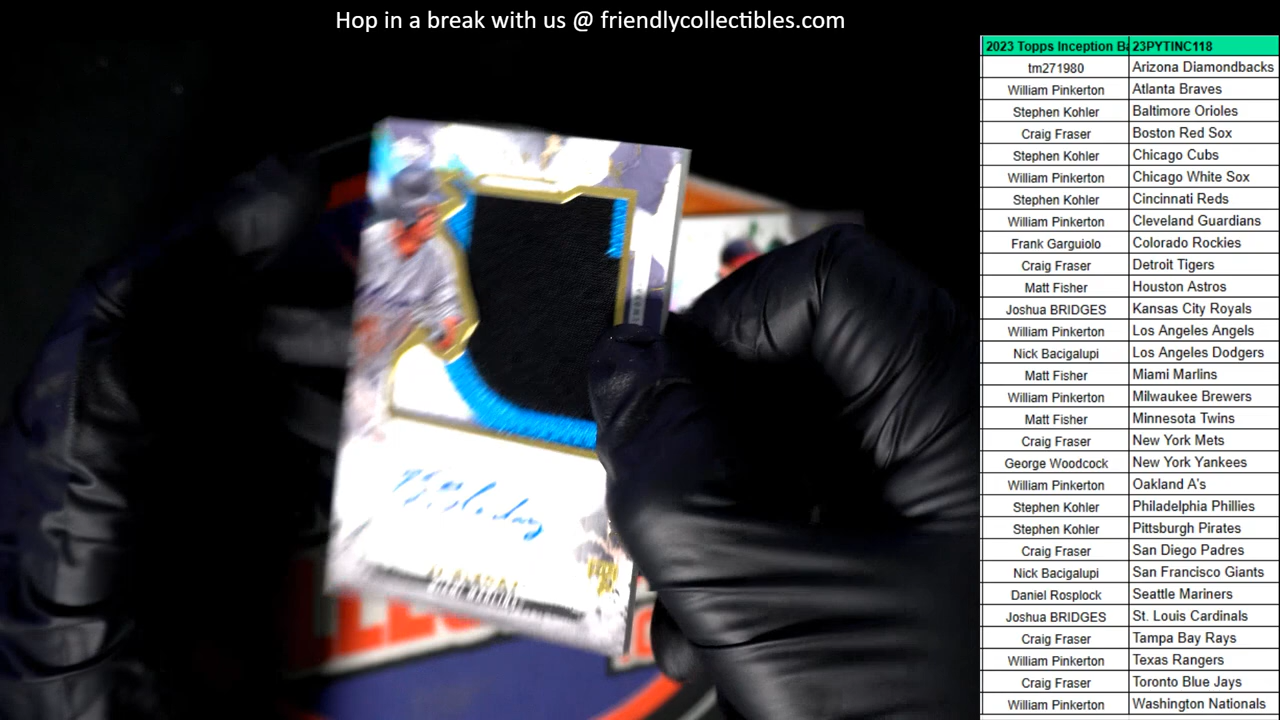 Hop in a break with us @ friendlycollectibles.com
2023 Topps Inception Ba 23PYTINC118
tm271980 Arizona Diamondbacks
William Pinkerton Atlanta Braves
Stephen Kohler Baltimore Orioles
Craig Fraser Boston Red Sox
Stephen Kohler Chicago Cubs
William Pinkerton Chicago White Sox
Stephen Kohler Cincinnati Reds
William Pinkerton Cleveland Guardians
Frank Garguiolo Colorado Rockies
Craig Fraser Detroit Tigers
Matt Fisher Houston Astros
Joshua BRIDGES Kansas City Royals
William Pinkerton Los Angeles Angels
Nick Bacigalupi Los Angeles Dodgers
Matt Fisher Miami Marlins
William Pinkerton Milwaukee Brewers
Matt Fisher Minnesota Twins
Craig Fraser New York Mets
George Woodcock New York Yankees
William Pinkerton Oakland A's
Stephen Kohler Philadelphia Phillies
Stephen Kohler Pittsburgh Pirates
Craig Fraser San Diego Padres
Nick Bacigalupi San Francisco Giants
Daniel Rosplock Seattle Mariners
Joshua BRIDGES St. Louis Cardinals
Craig Fraser Tampa Bay Rays
William Pinkerton Texas Rangers
Craig Fraser Toronto Blue Jays
William Pinkerton Washington Nationals